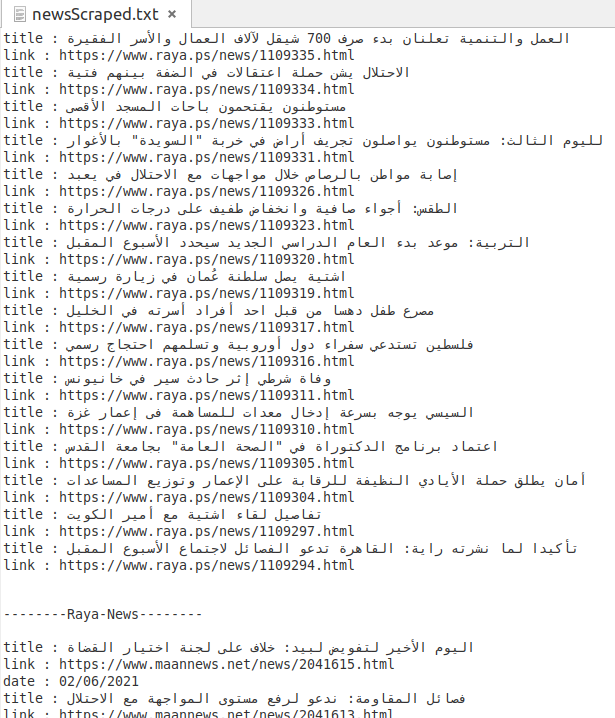 newsScraped.txt ×
title : العمل والتنمية تعلنان بدء صرف 700 شيقل لآلاف العمال والأسر الفقيرة
link : https://www.raya.ps/news/1109335.html
title : الاحتلال يشن حملة اعتقالات في الضفة بينهم فتية
link : https://www.raya.ps/news/1109334.html
title : مستوطنون يقتحمون باحات المسجد الأقصى
link : https://www.raya.ps/news/1109333.html
title : لليوم الثالث: مستوطنون يواصلون تجريف أراض في خربة "السويدة" بالأغوار
link : https://www.raya.ps/news/1109331.html
title : إصابة مواطن بالرصاص خلال مواجهات مع الاحتلال في يعبد
link : https://www.raya.ps/news/1109326.html
title : الطقس: أجواء صافية وانخفاض طفيف على درجات الحرارة
link : https://www.raya.ps/news/1109323.html
title : التربية: موعد بدء العام الدراسي الجديد سيحدد الأسبوع المقبل
link : https://www.raya.ps/news/1109320.html
title : اشتية يصل سلطنة عُمان في زيارة رسمية
link : https://www.raya.ps/news/1109319.html
title : مصرع طفل دهسا من قبل احد أفراد أسرته في الخليل
link : https://www.raya.ps/news/1109317.html
title : فلسطين تستدعي سفراء دول أوروبية وتسلمهم احتجاج رسمي
link : https://www.raya.ps/news/1109316.html
title : وفاة شرطي إثر حادث سير في خانيونس
link : https://www.raya.ps/news/1109311.html
title : السيسي يوجه بسرعة إدخال معدات للمساهمة فى إعمار غزة
link : https://www.raya.ps/news/1109310.html
title : اعتماد برنامج الدكتوراة في "الصحة العامة" بجامعة القدس
link : https://www.raya.ps/news/1109305.html
title : أمان يطلق حملة الأيادي النظيفة للرقابة على الإعمار وتوزيع المساعدات
link : https://www.raya.ps/news/1109304.html
title : تفاصيل لقاء اشتية مع أمير الكويت
link : https://www.raya.ps/news/1109297.html
title : تأكيدا لما نشرته راية: القاهرة تدعو الفصائل لاجتماع الأسبوع المقبل
link : https://www.raya.ps/news/1109294.html
--------Raya-News--------
title : اليوم الأخير لتفويض لبيد: خلاف على لجنة اختيار القضاة
link : https://www.maannews.net/news/2041615.html
date : 02/06/2021
title : فصائل المقاومة: ندعو لرفع مستوى المواجهة مع الاحتلال
link : https://www.maannews.net/news/2041613.html